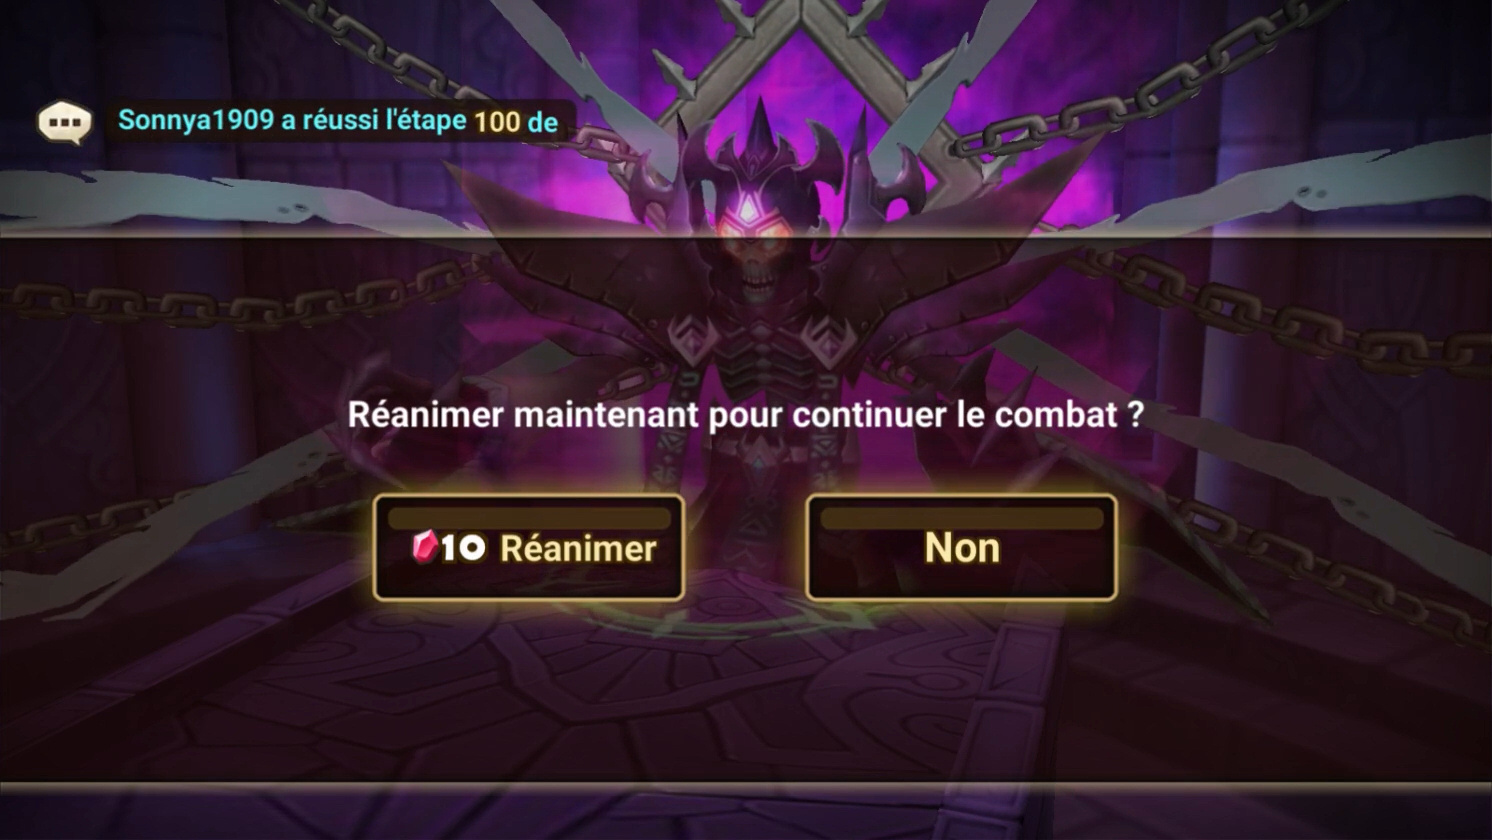 Sonnya1909 a réussi l'étape 100 de
Réanimer maintenant pour continuer le combat ?
10 Réanimer
Non